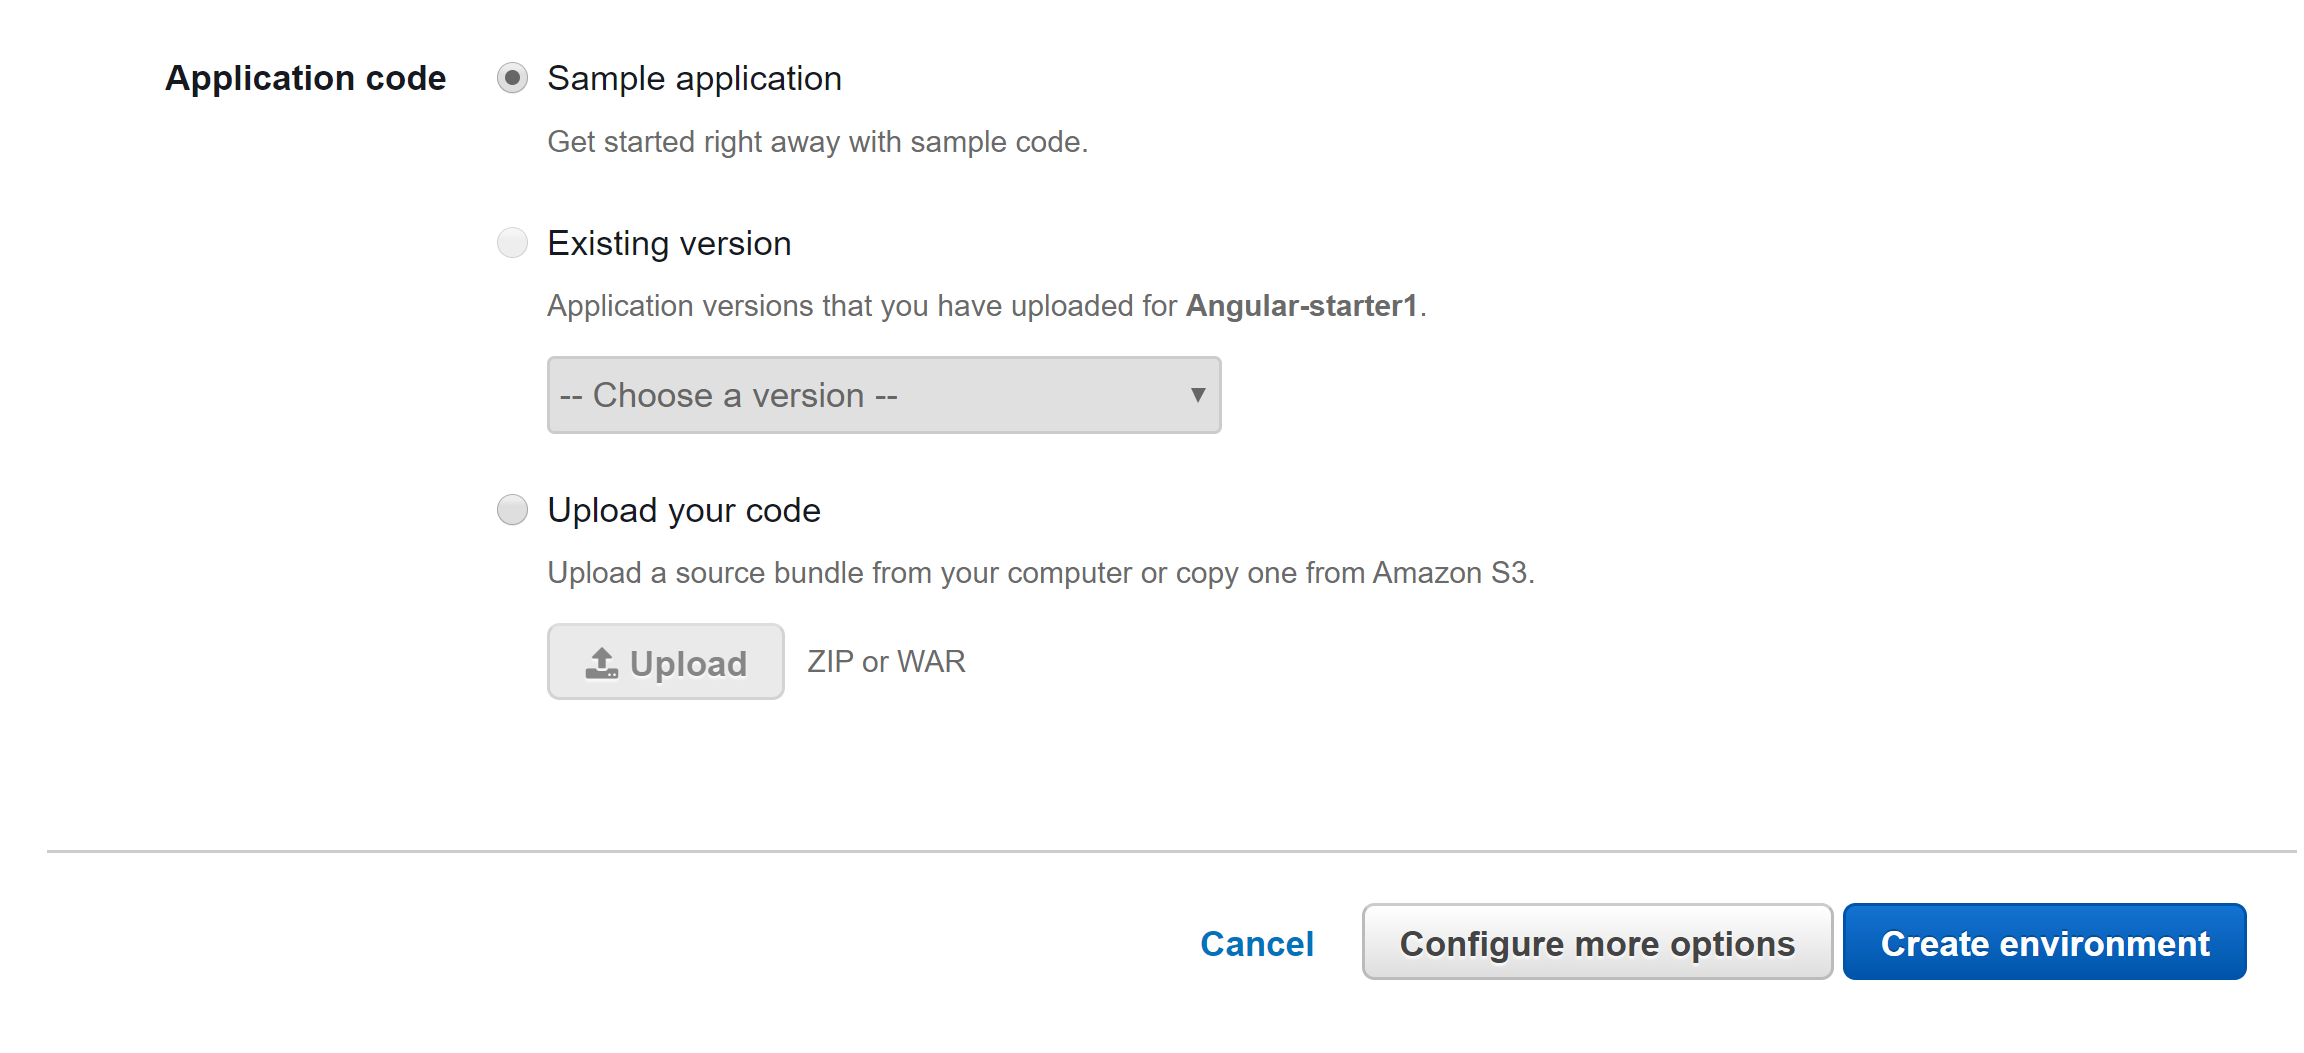 Application code
Sample application
Get started right away with sample code.
Existing version
Application versions that you have uploaded for Angular-starter1.
-- Choose a version --
Upload your code
Upload a source bundle from your computer or copy one from Amazon S3.
Upload
ZIP or WAR
Cancel
Configure more options
Create environment